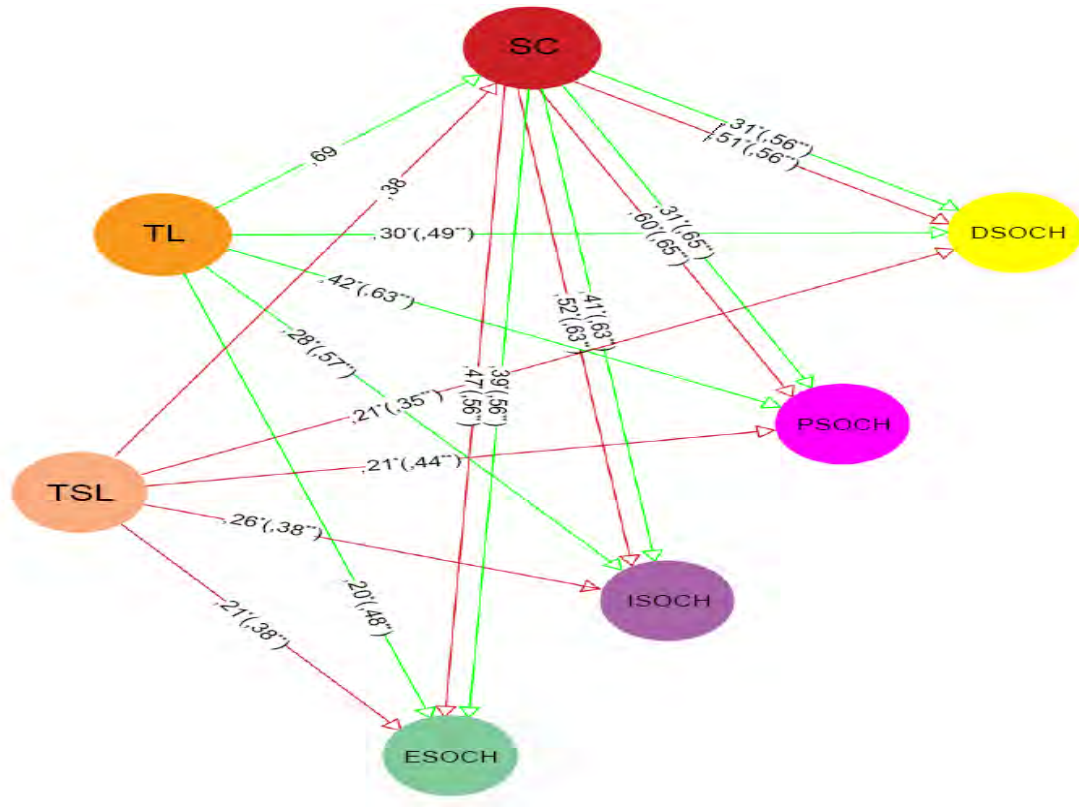 SC
,31*(,56**)
,51*(,56**)
,69
,38
TL
,30*(,49**)
,31*(,65**)
,60*(,65**)
DSOCH
,42*(,63**)
,41*(,63**)
,52*(,63**)
,28*(,57**)
,39*(,56**)
,47*(,56**)
,21*(,35**)
PSOCH
,21*(,44**)
TSL
,26*(,38**)
ISOCH
,20*(,48**)
,21*(,38**)
ESOCH